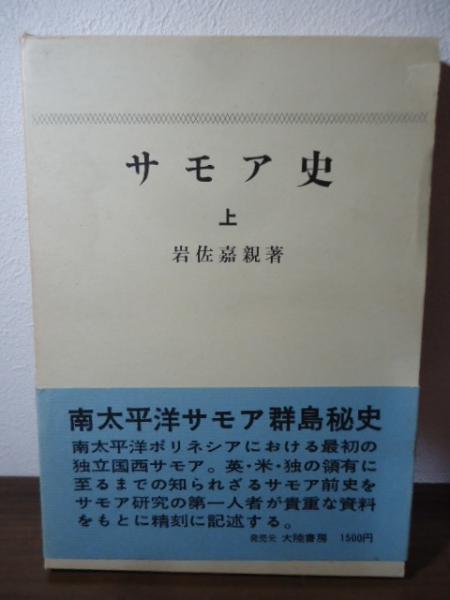 サモア史
上
岩佐嘉親著
南太平洋サモア群島秘史
南太平洋ポリネシアにおける最初の
独立国西サモア。英・米・独の領有に
至るまでの知られざるサモア前史を
サモア研究の第一人者が貴重な資料
をもとに精刻に記述する。
発売元 大陸書房 1500円